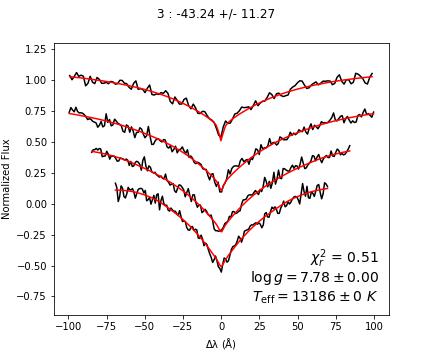 3 : -43.24 +/- 11.27
1.25
1.00
0.75
0.50
0.25
0.00
−0.25
−0.50
−0.75
Normalized Flux
χ²ᵣ = 0.51
log g = 7.78 ± 0.00
T_eff = 13186 ± 0 K
−100 −75 −50 −25 0 25 50 75 100
Δλ (Å)